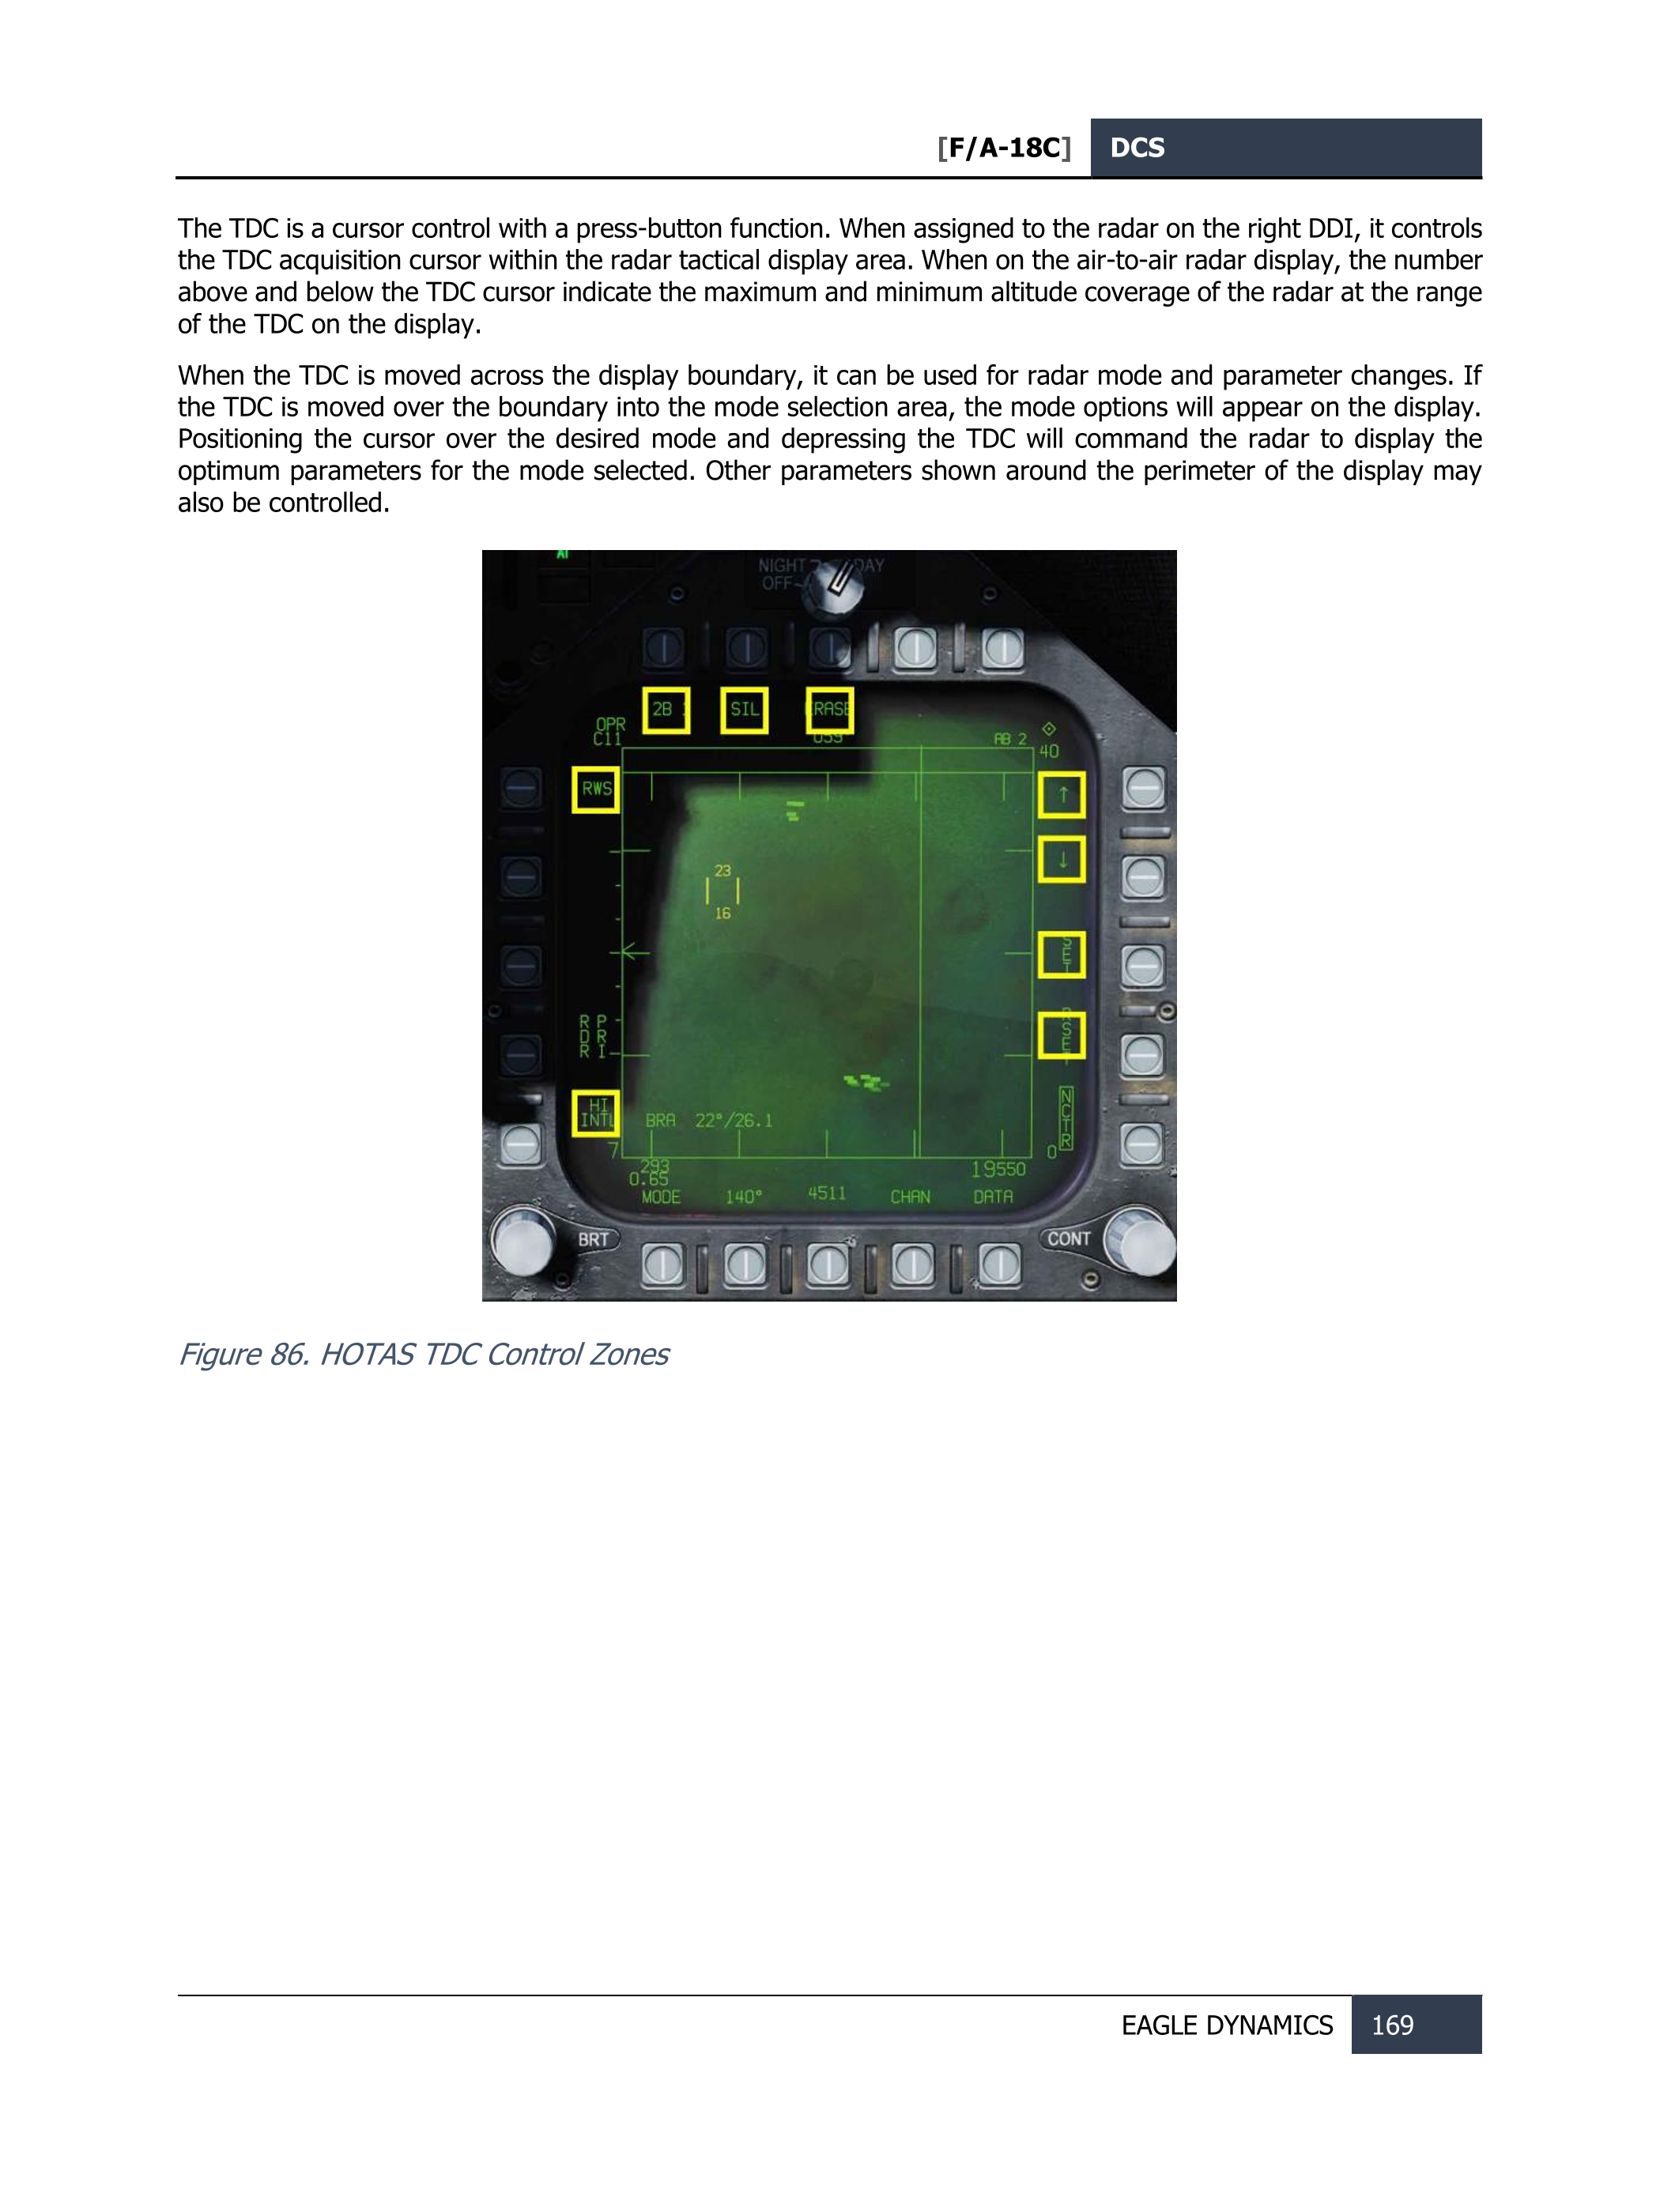 [F/A-18C] DCS
The TDC is a cursor control with a press-button function. When assigned to the radar on the right DDI, it controls
the TDC acquisition cursor within the radar tactical display area. When on the air-to-air radar display, the number
above and below the TDC cursor indicate the maximum and minimum altitude coverage of the radar at the range
of the TDC on the display.
When the TDC is moved across the display boundary, it can be used for radar mode and parameter changes. If
the TDC is moved over the boundary into the mode selection area, the mode options will appear on the display.
Positioning the cursor over the desired mode and depressing the TDC will command the radar to display the
optimum parameters for the mode selected. Other parameters shown around the perimeter of the display may
also be controlled.
NIGHT DAY
OFF
2B SIL ERASE
OPR
C11 AB 2
40
RWS ↑
↓
23
16
SET
RSET
RDR PRI
HI
INTL
BRA 22°/26.1
NCTR
7 0
293 19550
0.65
MODE 140° 4511 CHAN DATA
BRT CONT
Figure 86. HOTAS TDC Control Zones
EAGLE DYNAMICS 169